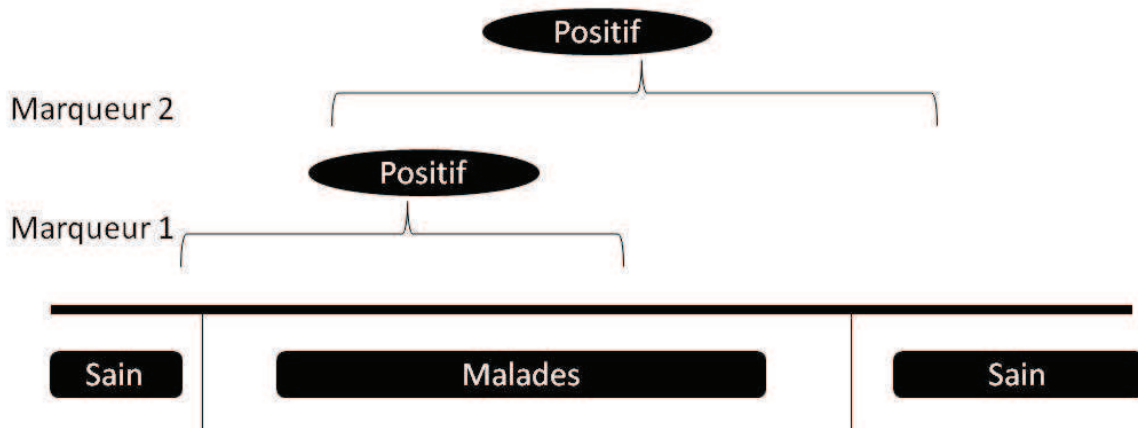 Positif
Marqueur 2
Positif
Marqueur 1
Sain
Malades
Sain